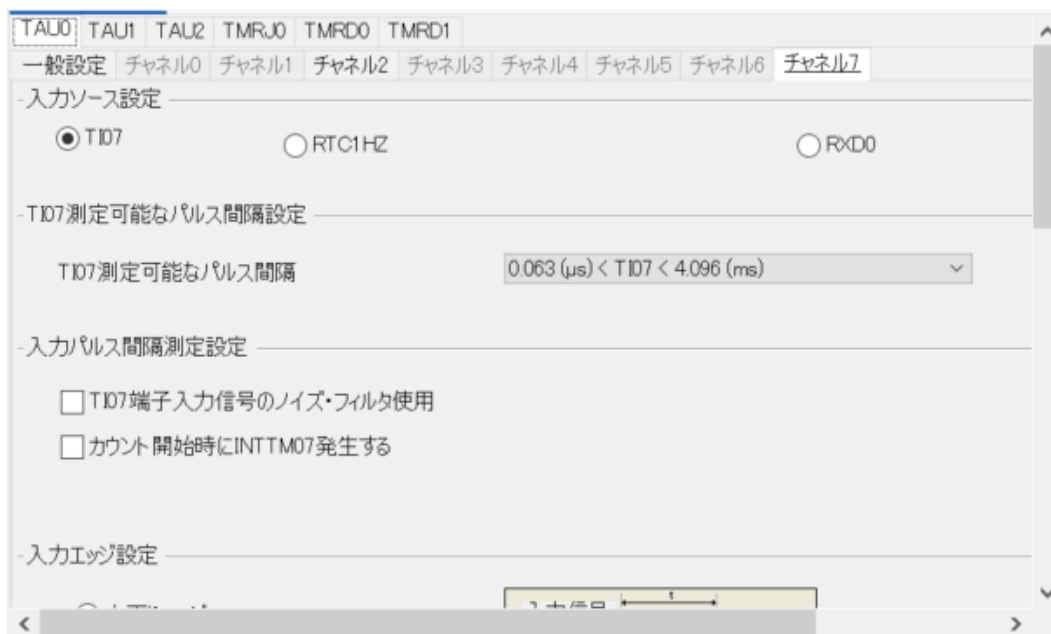 TAU0 TAU1 TAU2 TMRJ0 TMRD0 TMRD1
一般設定 チャネル0 チャネル1 チャネル2 チャネル3 チャネル4 チャネル5 チャネル6 チャネル7
入力ソース設定
TI07 RTC1HZ RXD0
TI07測定可能なパルス間隔設定
TI07測定可能なパルス間隔 0.063 (μs) < TI07 < 4.096 (ms)
入力パルス間隔測定設定
TI07端子入力信号のノイズ・フィルタ使用
カウント開始時にINTTM07発生する
入力エッジ設定
入力信号 t